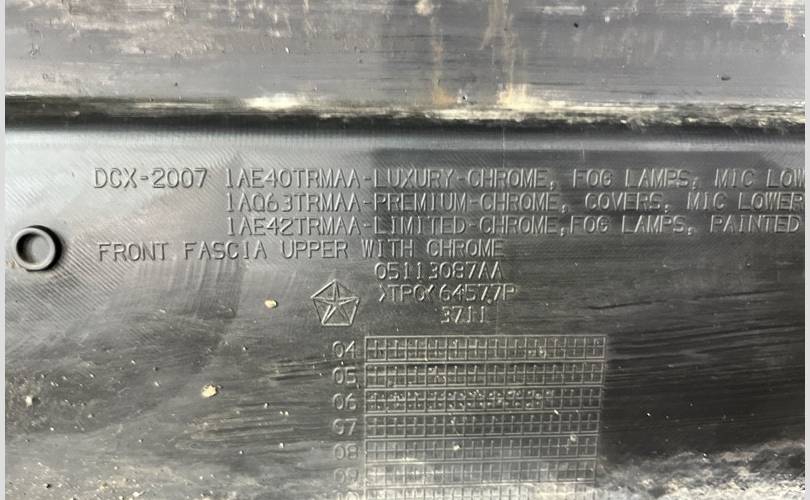 DCX-2007 1AE40TRMAA-LUXURY-CHROME, FOG LAMPS, MIC LOW
1AQ63TRMAA-PREMIUM-CHROME, COVERS, MIC LOWER
1AE42TRMAA-LIMITED-CHROME,FOG LAMPS, PAINTED
FRONT FASCIA UPPER WITH CHROME
05113087AA
>TPO< 64577P
3711
04
05
06
07
08
09